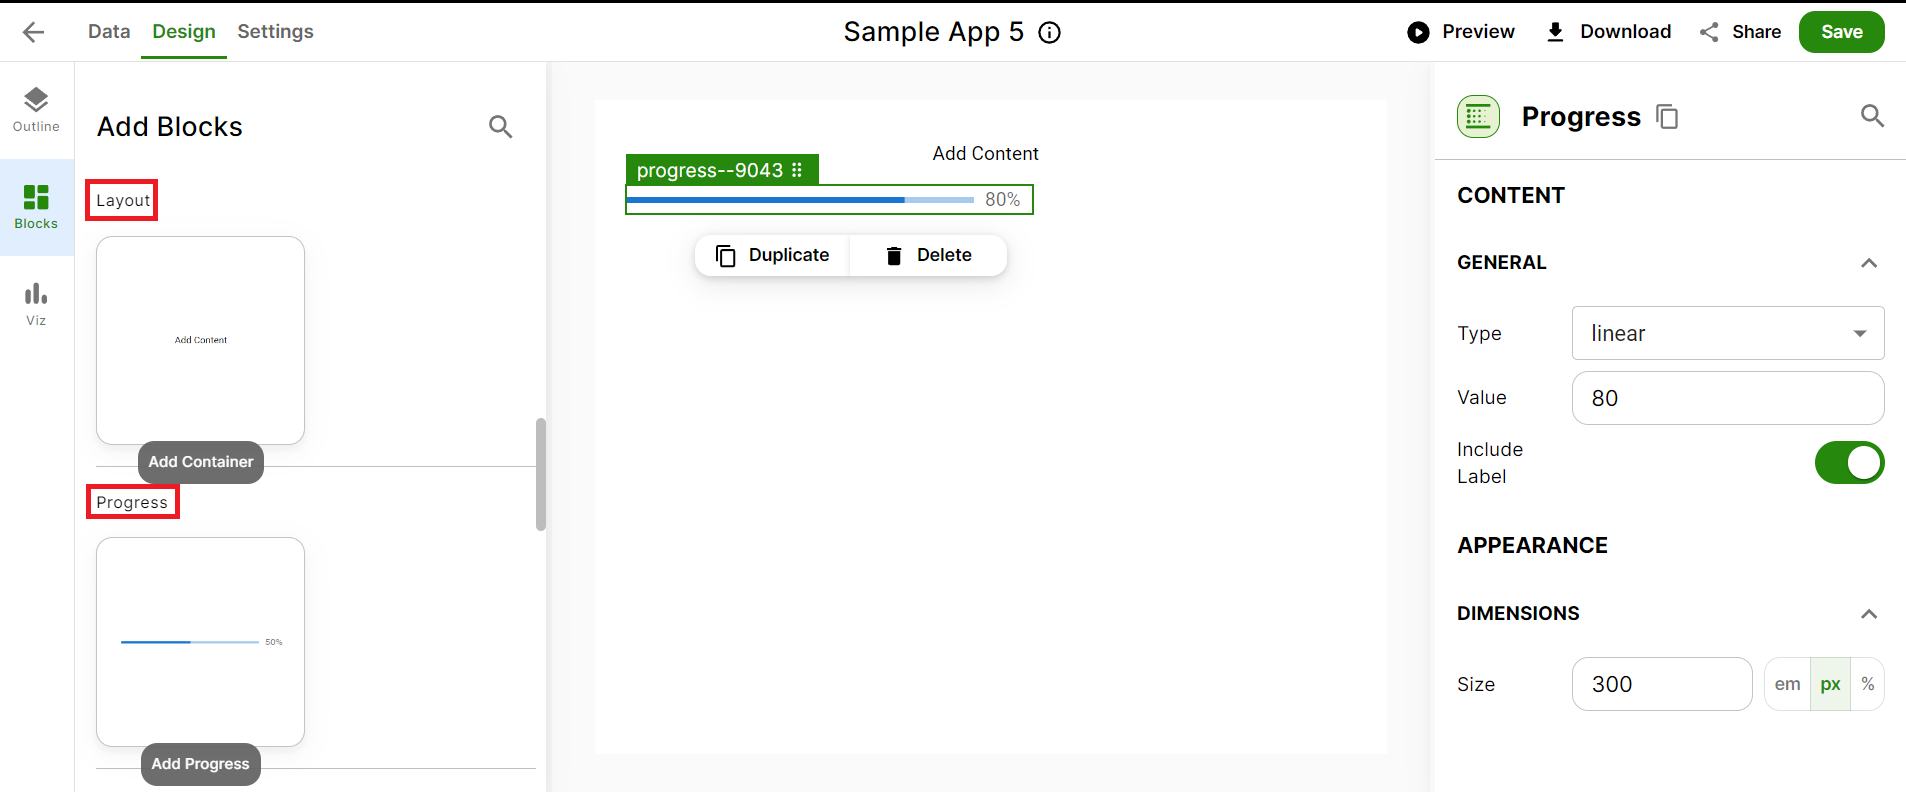 Data Design Settings
Sample App 5
Preview Download Share Save
Outline
Blocks
Viz
Add Blocks
Layout
Add Content
Add Container
Progress
50%
Add Progress
Add Content
progress--9043
80%
Duplicate Delete
Progress
CONTENT
GENERAL
Type linear
Value 80
Include
Label
APPEARANCE
DIMENSIONS
Size 300 em px %